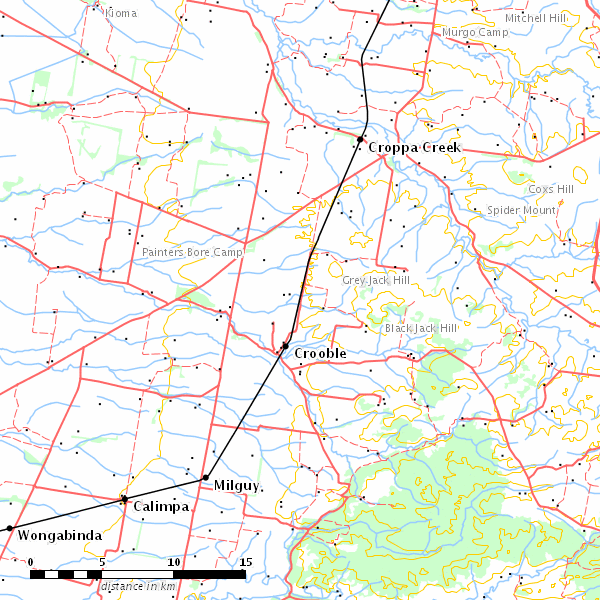 Iuoma
Mitchell Hill
Murgo Camp
Croppa Creek
Coxs Hill
Spider Mount
Painters Bore Camp
Grey Jack Hill
Black Jack Hill
Crooble
Milguy
Calimpa
Wongabinda
0 5 10 15
distance in km